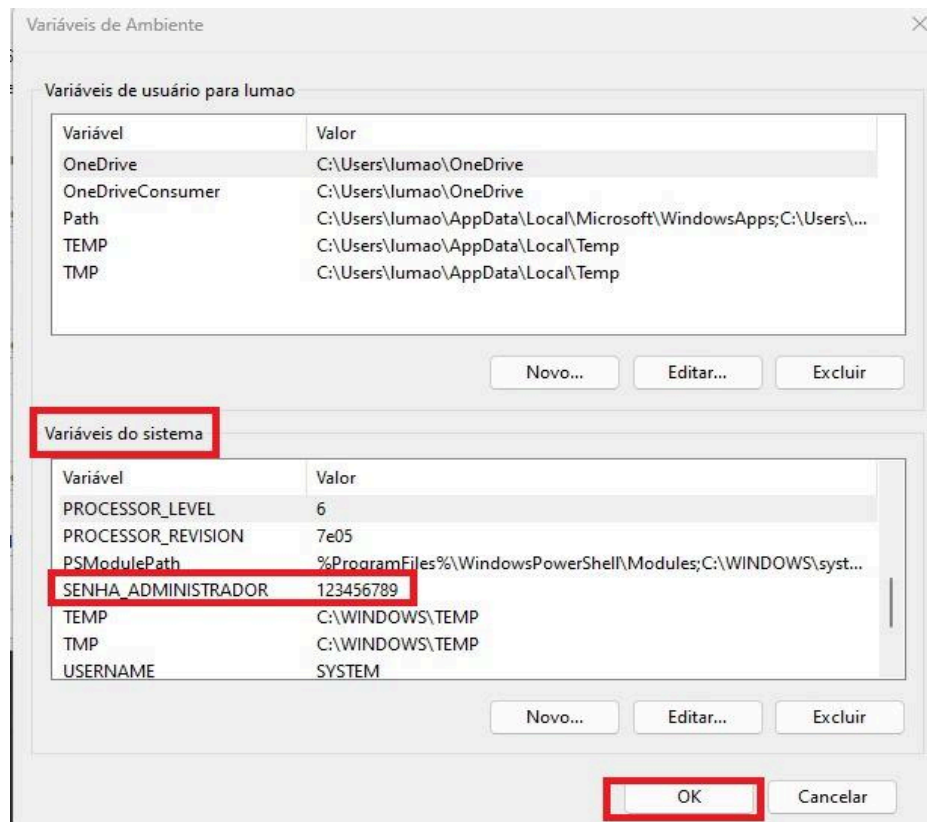 Variáveis de Ambiente
Variáveis de usuário para lumao
Variável Valor
OneDrive C:\Users\lumao\OneDrive
OneDriveConsumer C:\Users\lumao\OneDrive
Path C:\Users\lumao\AppData\Local\Microsoft\WindowsApps;C:\Users\...
TEMP C:\Users\lumao\AppData\Local\Temp
TMP C:\Users\lumao\AppData\Local\Temp
Novo... Editar... Excluir
Variáveis do sistema
Variável Valor
PROCESSOR_LEVEL 6
PROCESSOR_REVISION 7e05
PSModulePath %ProgramFiles%\WindowsPowerShell\Modules;C:\WINDOWS\syst...
SENHA_ADMINISTRADOR 123456789
TEMP C:\WINDOWS\TEMP
TMP C:\WINDOWS\TEMP
USERNAME SYSTEM
Novo... Editar... Excluir
OK Cancelar